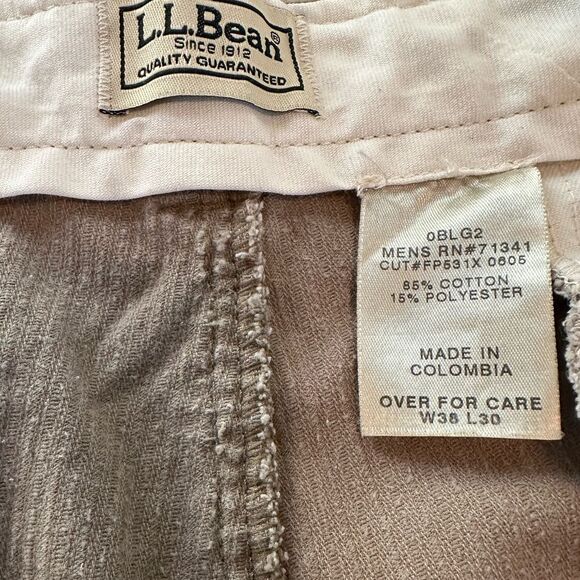 L.L.Bean®
Since 1912
QUALITY GUARANTEED
0BLG2
MENS RN#71341
CUT#FP531X 0605
85% COTTON
15% POLYESTER
MADE IN
COLOMBIA
OVER FOR CARE
W38 L30